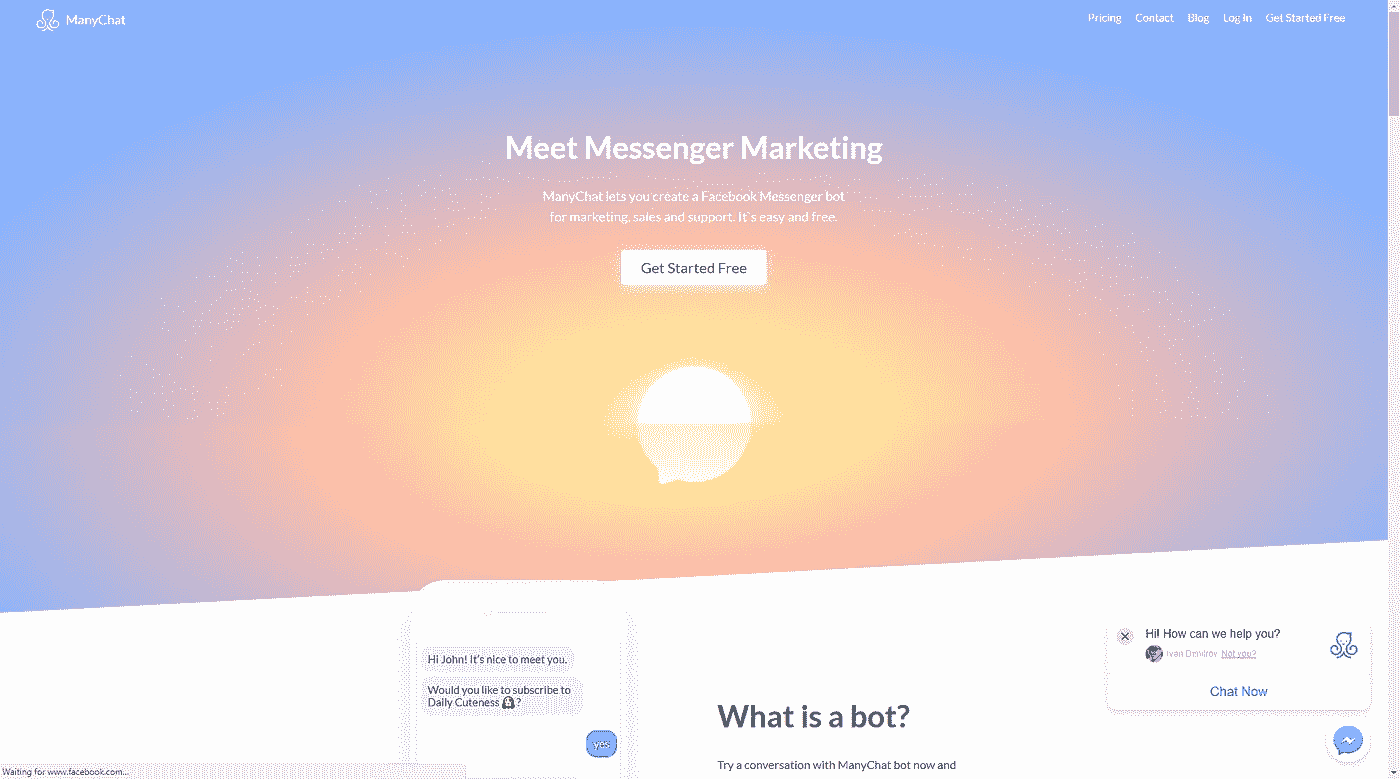 ManyChat
Pricing Contact Blog Log In Get Started Free
Meet Messenger Marketing
ManyChat lets you create a Facebook Messenger bot
for marketing, sales and support. It's easy and free.
Get Started Free
Hi John! It's nice to meet you.
Would you like to subscribe to
Daily Cuteness ?
yes
What is a bot?
Try a conversation with ManyChat bot now and
Hi! How can we help you?
Ivan Dimitrov Not you?
Chat Now
Waiting for www.facebook.com...